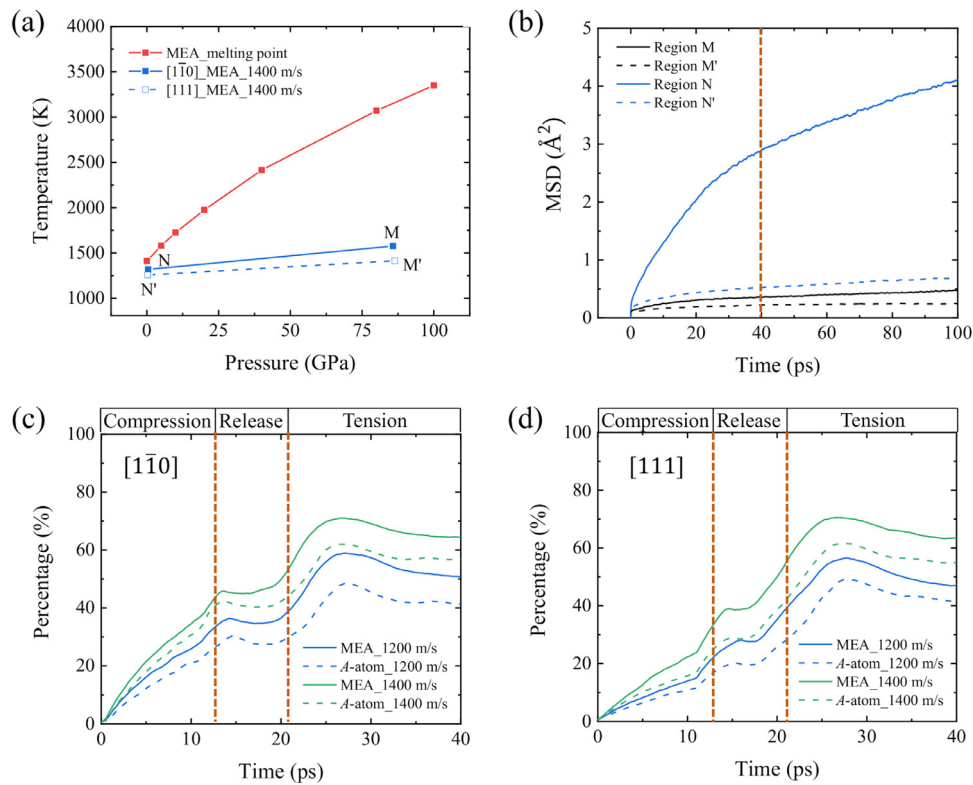 (a)
MEA_melting point
[11̅0]_MEA_1400 m/s
[111]_MEA_1400 m/s
4000
3500
3000
2500
2000
1500
1000
Temperature (K)
N
N'
M
M'
0 25 50 75 100
Pressure (GPa)
(b)
Region M
Region M'
Region N
Region N'
5
4
3
2
1
0
MSD (Å²)
0 20 40 60 80 100
Time (ps)
(c)
Compression Release Tension
[11̅0]
100
80
60
40
20
0
Percentage (%)
MEA_1200 m/s
A-atom_1200 m/s
MEA_1400 m/s
A-atom_1400 m/s
0 10 20 30 40
Time (ps)
(d)
Compression Release Tension
[111]
100
80
60
40
20
0
Percentage (%)
MEA_1200 m/s
A-atom_1200 m/s
MEA_1400 m/s
A-atom_1400 m/s
0 10 20 30 40
Time (ps)